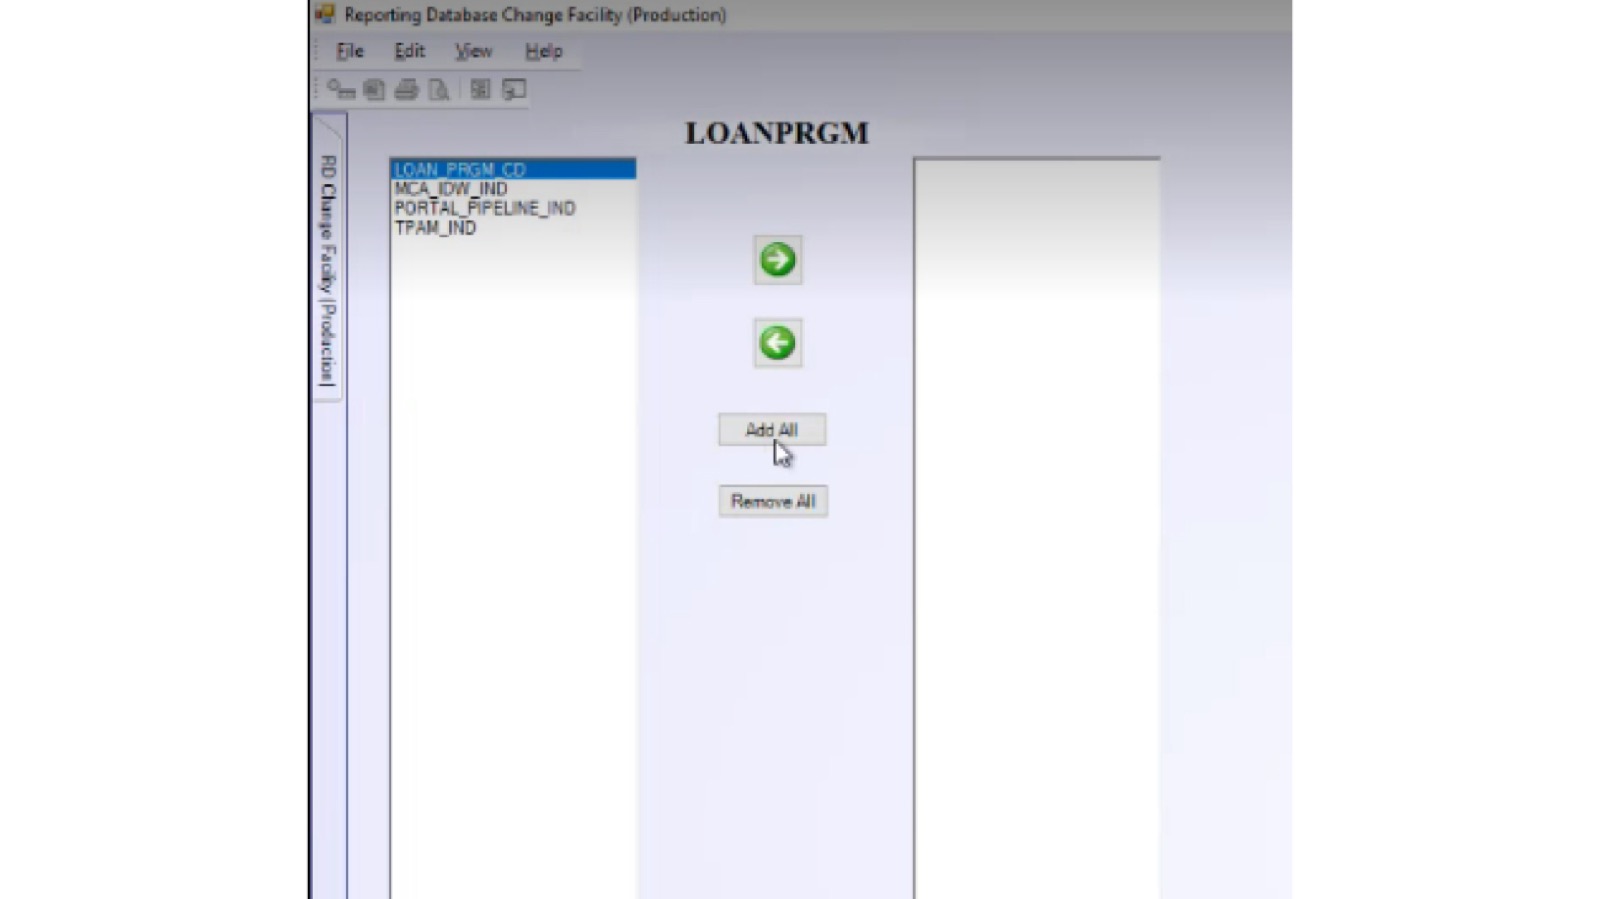 Reporting Database Change Facility (Production)
File Edit View Help
RD Change Facility (Production)
LOANPRGM
LOAN_PRGM_CD
MCA_IDW_IND
PORTAL_PIPELINE_IND
TPAM_IND
Add All
Remove All